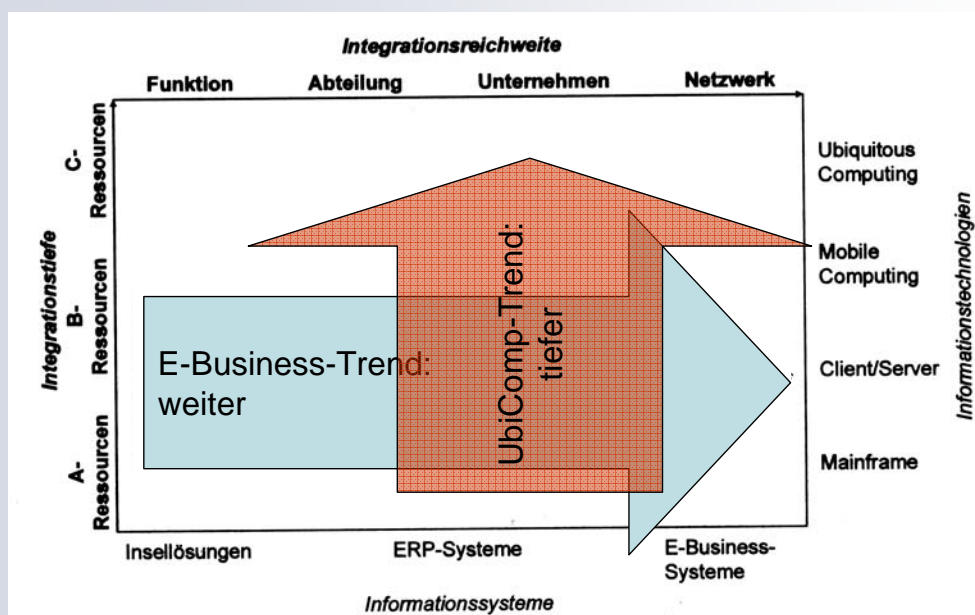 Integrationsreichweite
Funktion Abteilung Unternehmen Netzwerk
Integrationstiefe
C-
Ressourcen
B-
Ressourcen
A-
Ressourcen
E-Business-Trend:
weiter
UbiComp-Trend:
tiefer
Ubiquitous
Computing
Mobile
Computing
Client/Server
Mainframe
Informationstechnologien
Insellösungen ERP-Systeme E-Business-
Systeme
Informationssysteme